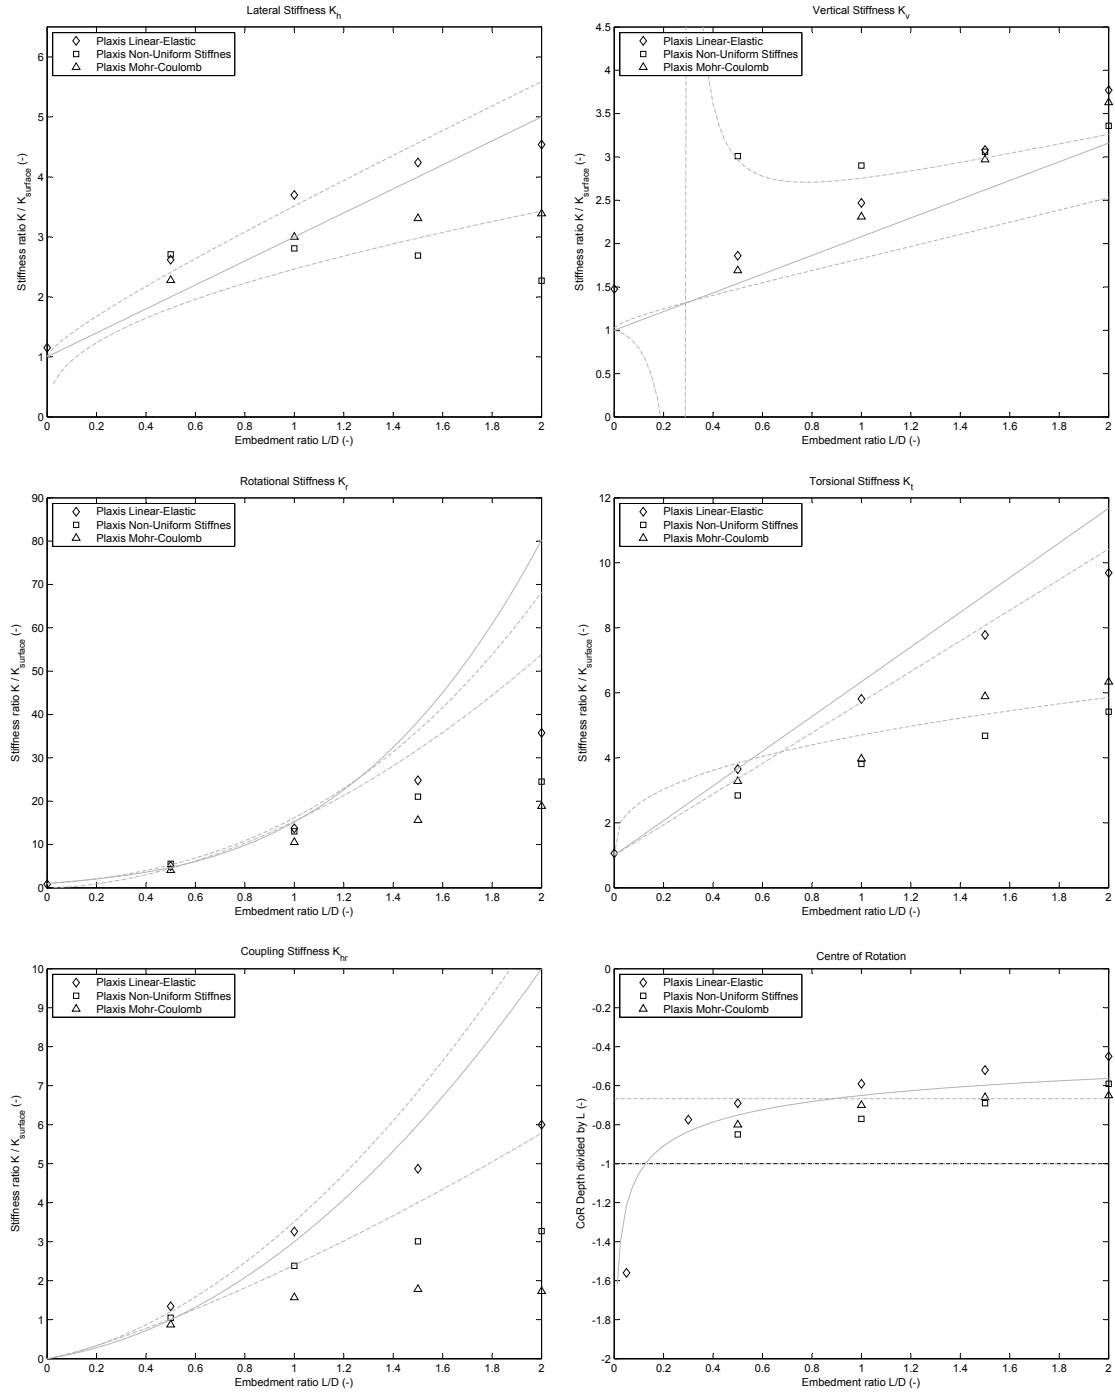 Lateral Stiffness Kh
Plaxis Linear-Elastic
Plaxis Non-Uniform Stiffnes
Plaxis Mohr-Coulomb
Stiffness ratio K / Ksurface (-)
6
5
4
3
2
1
0
0 0.2 0.4 0.6 0.8 1 1.2 1.4 1.6 1.8 2
Embedment ratio L/D (-)
Vertical Stiffness Kv
Plaxis Linear-Elastic
Plaxis Non-Uniform Stiffnes
Plaxis Mohr-Coulomb
Stiffness ratio K / Ksurface (-)
4.5
4.5
3.5
3
2.5
2
1.5
1
0.5
0
0 0.2 0.4 0.6 0.8 1 1.2 1.4 1.6 1.8 2
Embedment ratio L/D (-)
Rotational Stiffness Kr
Plaxis Linear-Elastic
Plaxis Non-Uniform Stiffnes
Plaxis Mohr-Coulomb
Stiffness ratio K / Ksurface (-)
90
80
70
60
50
40
30
20
10
0
0 0.2 0.4 0.6 0.8 1 1.2 1.4 1.6 1.8 2
Embedment ratio L/D (-)
Torsional Stiffness Kt
Plaxis Linear-Elastic
Plaxis Non-Uniform Stiffnes
Plaxis Mohr-Coulomb
Stiffness ratio K / Ksurface (-)
12
10
8
6
4
2
0
0 0.2 0.4 0.6 0.8 1 1.2 1.4 1.6 1.8 2
Embedment ratio L/D (-)
Coupling Stiffness Khr
Plaxis Linear-Elastic
Plaxis Non-Uniform Stiffnes
Plaxis Mohr-Coulomb
Stiffness ratio K / Ksurface (-)
10
9
8
7
6
5
4
3
2
1
0
0 0.2 0.4 0.6 0.8 1 1.2 1.4 1.6 1.8 2
Embedment ratio L/D (-)
Centre of Rotation
Plaxis Linear-Elastic
Plaxis Non-Uniform Stiffnes
Plaxis Mohr-Coulomb
CoR Depth divided by L (-)
0
-0.2
-0.4
-0.6
-0.8
-1
-1.2
-1.4
-1.6
-1.8
-2
0 0.2 0.4 0.6 0.8 1 1.2 1.4 1.6 1.8 2
Embedment ratio L/D (-)